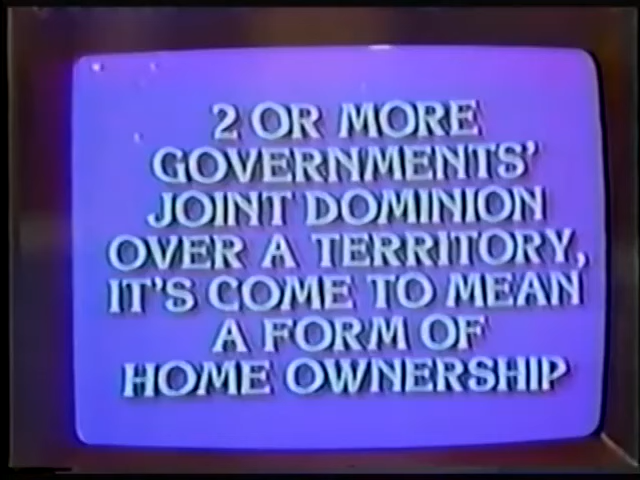 2 OR MORE
GOVERNMENTS'
JOINT DOMINION
OVER A TERRITORY,
IT'S COME TO MEAN
A FORM OF
HOME OWNERSHIP